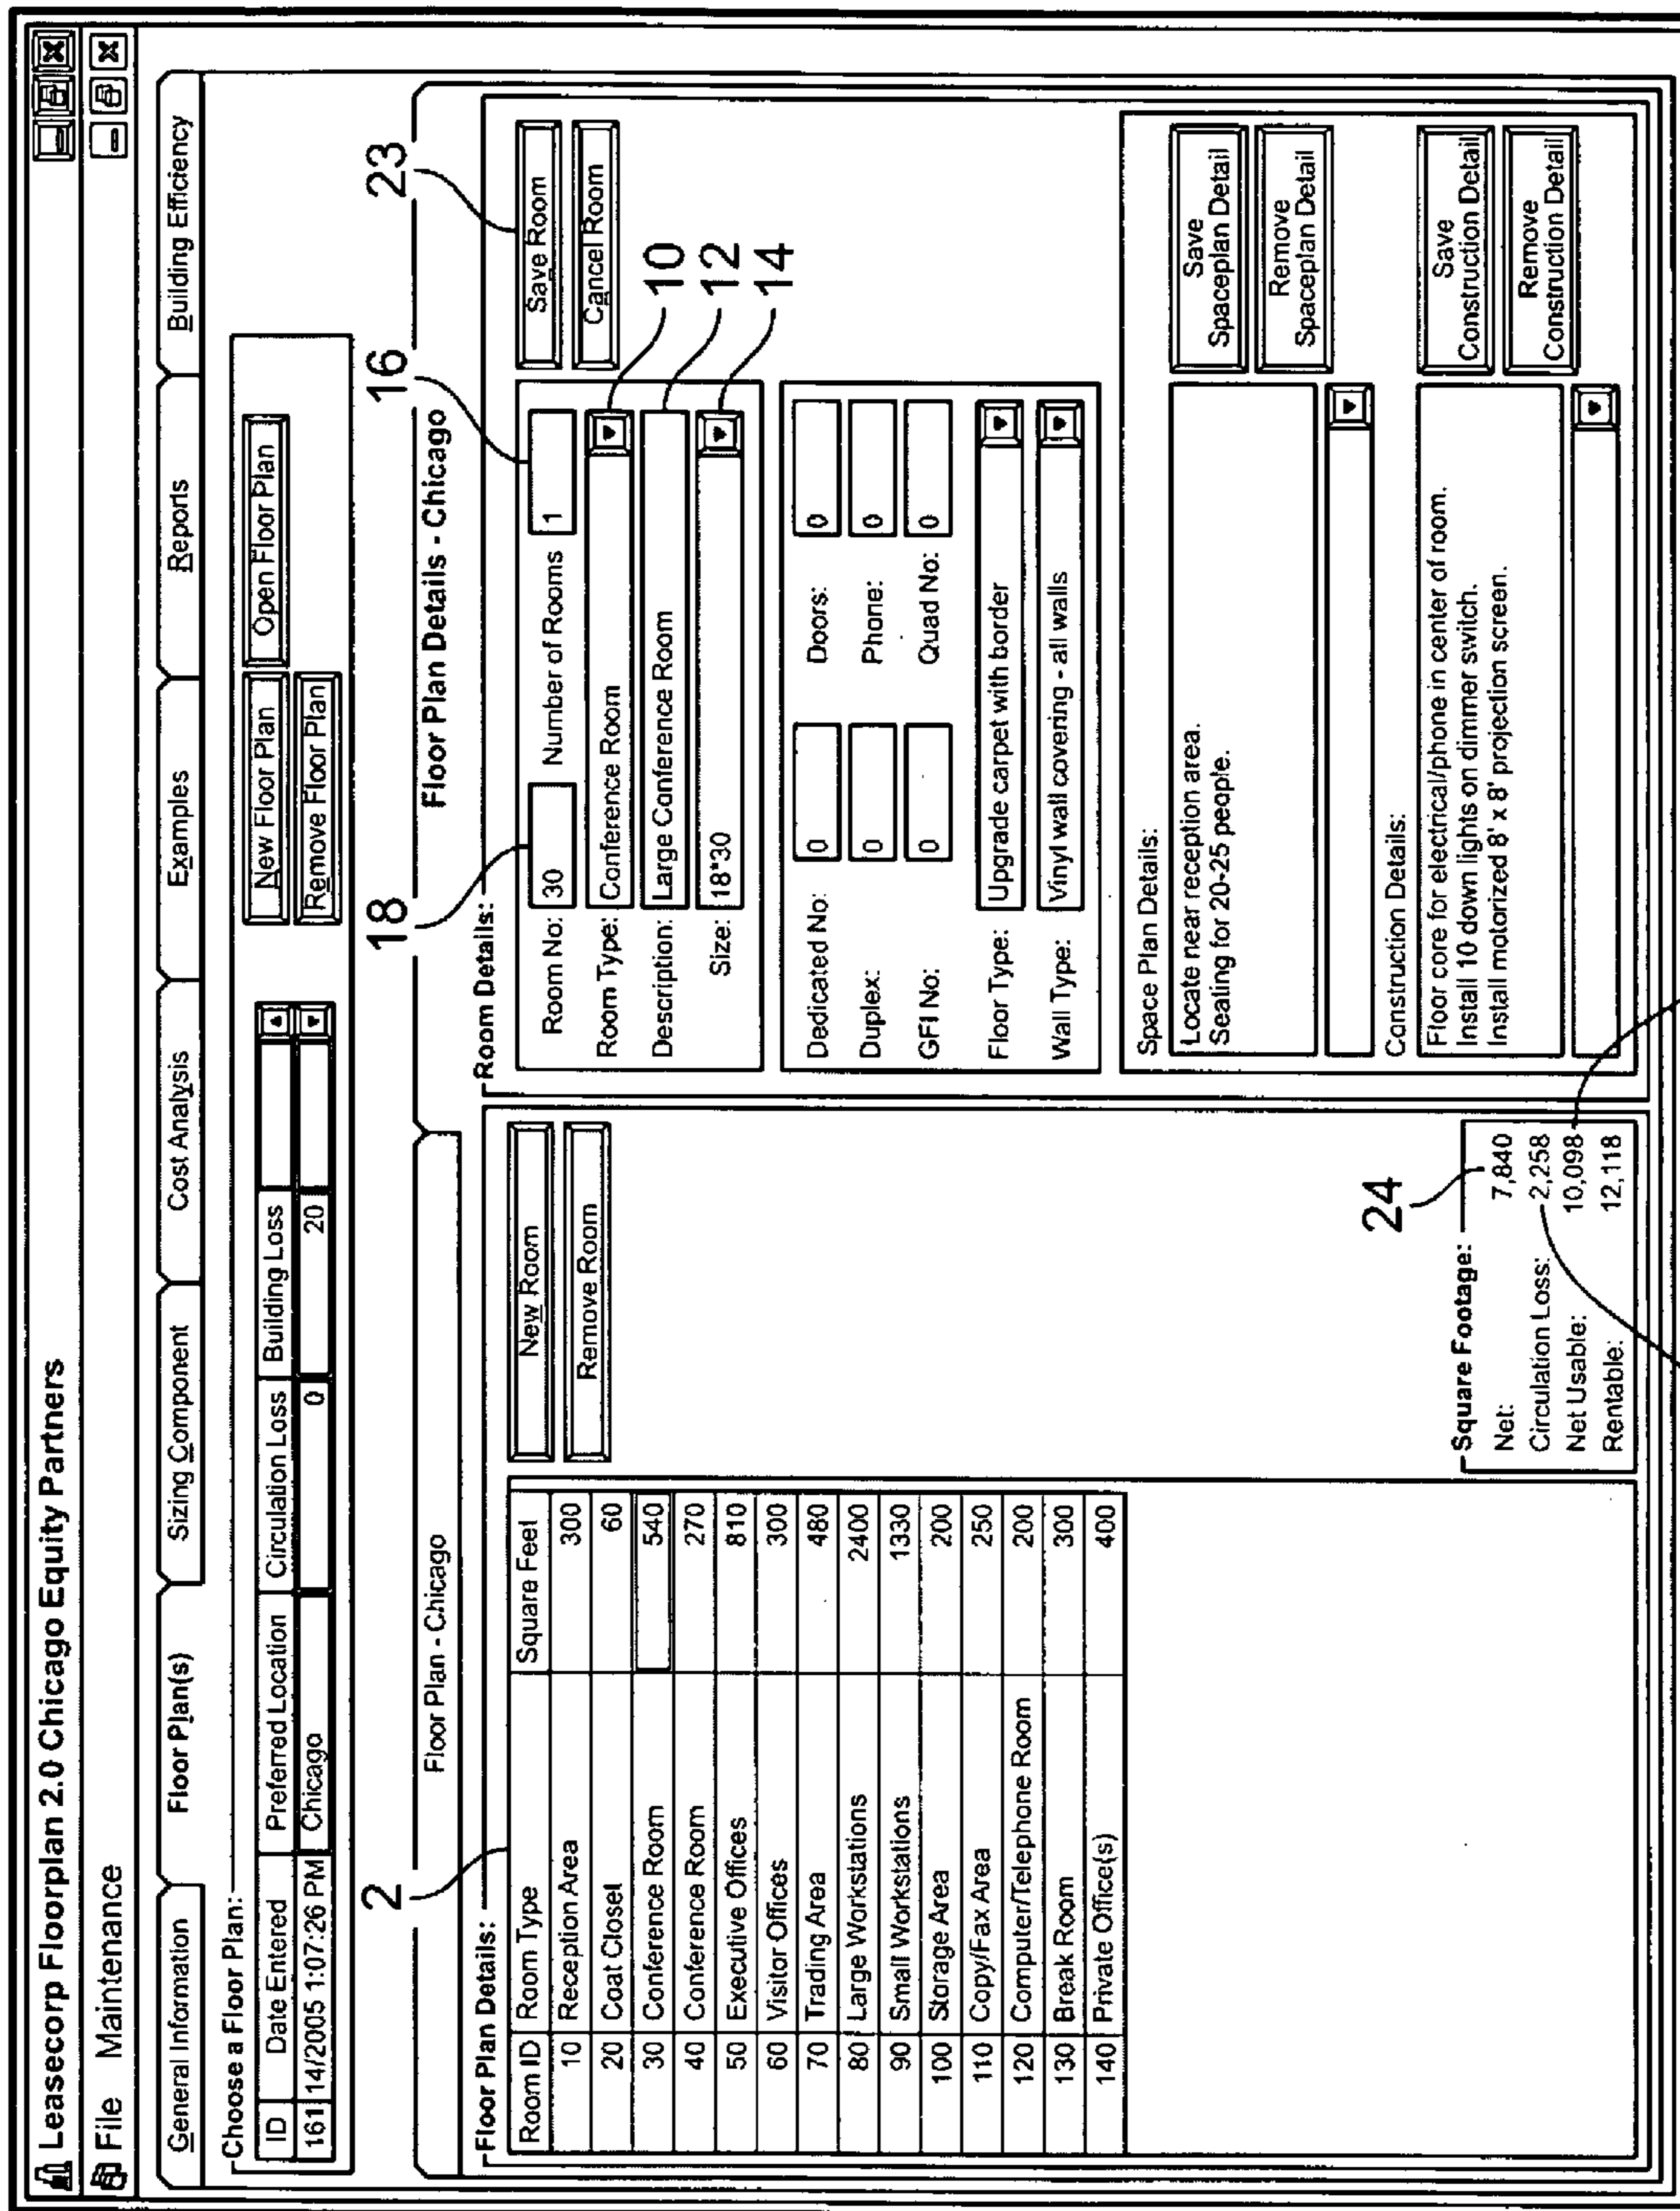 Leasecorp Floorplan 2.0 Chicago Equity Partners
File Maintenance
General Information Floor Plan(s) Sizing Component Cost Analysis Examples Reports Building Efficiency
Choose a Floor Plan:
ID Date Entered Preferred Location Circulation Loss Building Loss
161 14/2005 1:07:26 PM Chicago 0 20
New Floor Plan Open Floor Plan
Remove Floor Plan
2 18 16 23
Floor Plan - Chicago Floor Plan Details - Chicago
Floor Plan Details:
Room ID Room Type Square Feet
10 Reception Area 300
20 Coat Closet 60
30 Conference Room 540
40 Conference Room 270
50 Executive Offices 810
60 Visitor Offices 300
70 Trading Area 480
80 Large Workstations 2400
90 Small Workstations 1330
100 Storage Area 200
110 Copy/Fax Area 250
120 Computer/Telephone Room 200
130 Break Room 300
140 Private Office(s) 400
New Room
Remove Room
24
Square Footage:
Net: 7,840
Circulation Loss: 2,258
Net Usable: 10,098
Rentable: 12,118
Room Details:
Room No: 30 Number of Rooms 1
Room Type: Conference Room
Description: Large Conference Room
Size: 18*30
Save Room
Cancel Room
10
12
14
Dedicated No: 0 Doors: 0
Duplex: 0 Phone: 0
GFI No: 0 Quad No: 0
Floor Type: Upgrade carpet with border
Wall Type: Vinyl wall covering - all walls
Space Plan Details:
Locate near reception area.
Seating for 20-25 people.
Save
Spaceplan Detail
Remove
Spaceplan Detail
Construction Details:
Floor core for electrical/phone in center of room.
Install 10 down lights on dimmer switch.
Install motorized 8' x 8' projection screen.
Save
Construction Detail
Remove
Construction Detail